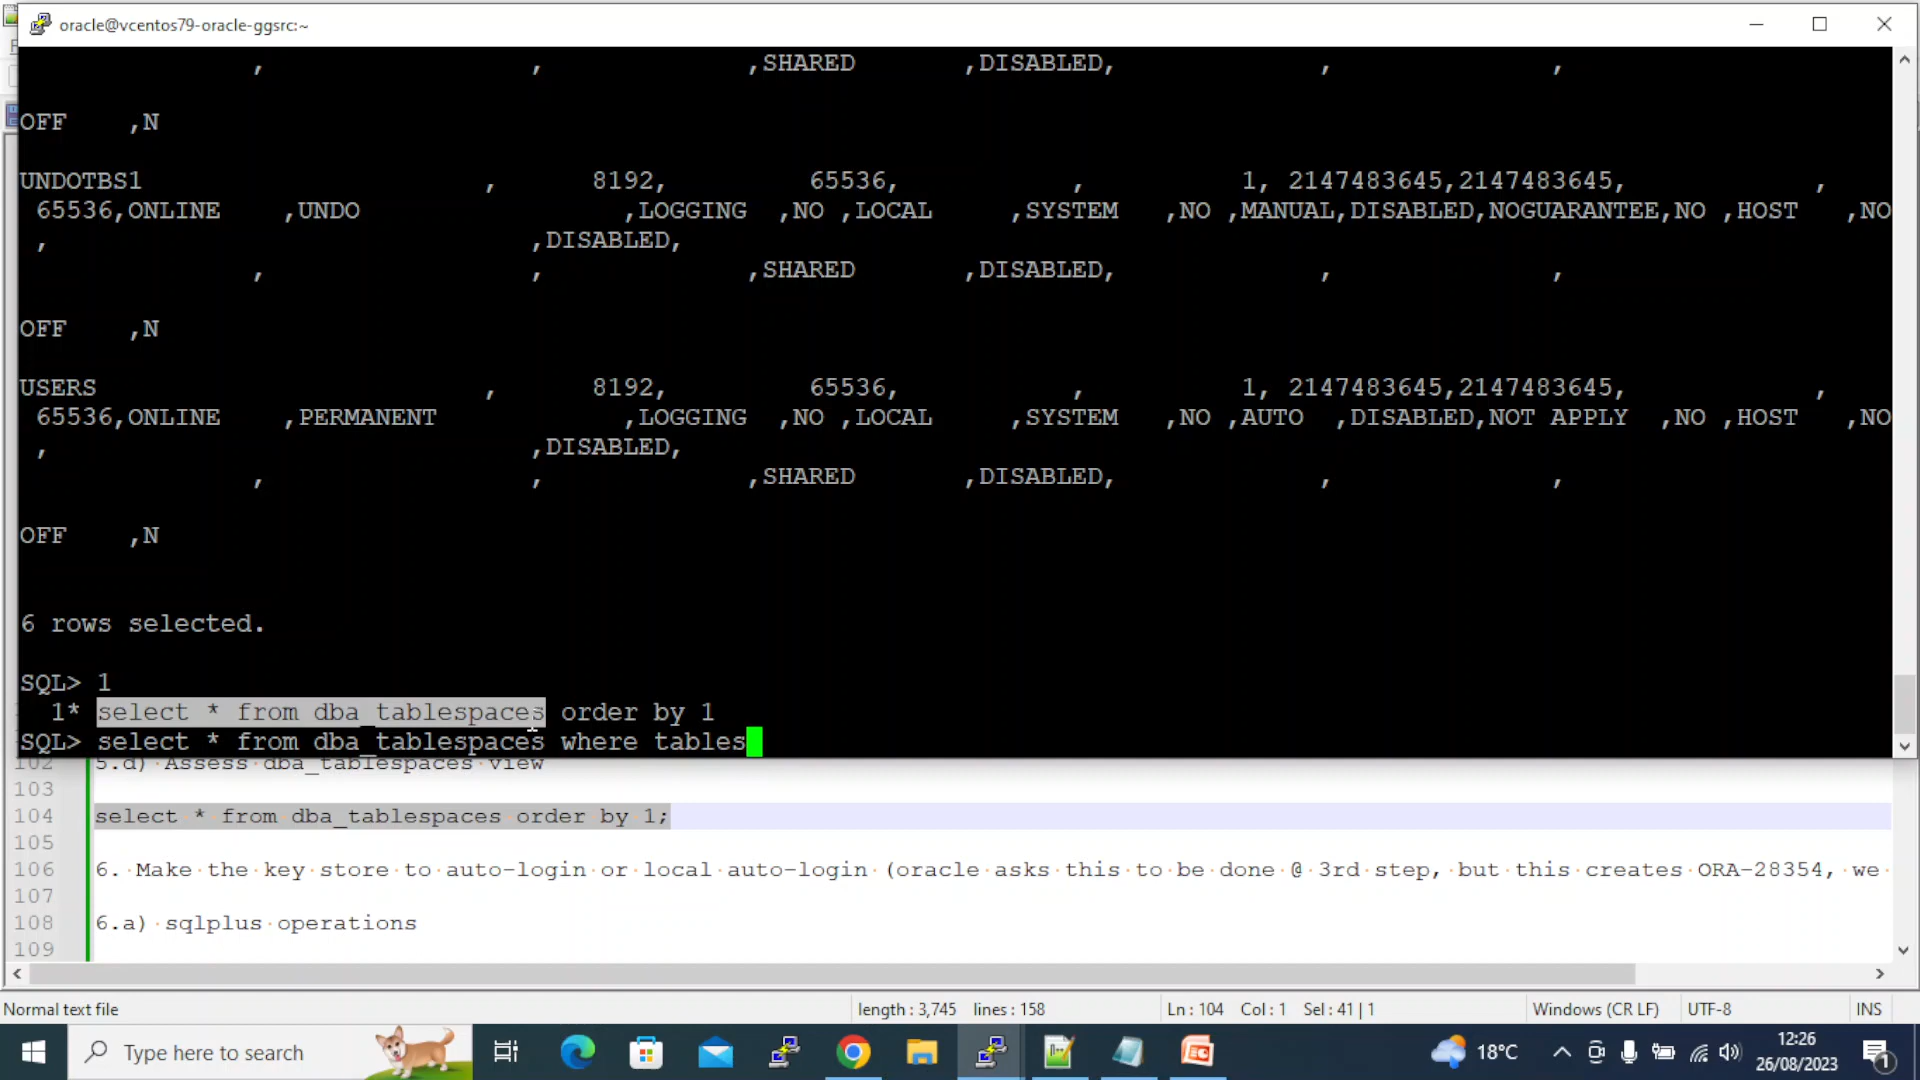 oracle@vcentos79-oracle-ggsrc:~
, , ,SHARED ,DISABLED, , ,
OFF ,N
UNDOTBS1 , 8192, 65536, , 1, 2147483645,2147483645, ,
65536,ONLINE ,UNDO ,LOGGING ,NO ,LOCAL ,SYSTEM ,NO ,MANUAL,DISABLED,NOGUARANTEE,NO ,HOST ,NO
, ,DISABLED,
, , ,SHARED ,DISABLED, , ,
OFF ,N
USERS , 8192, 65536, , 1, 2147483645,2147483645, ,
65536,ONLINE ,PERMANENT ,LOGGING ,NO ,LOCAL ,SYSTEM ,NO ,AUTO ,DISABLED,NOT APPLY ,NO ,HOST ,NO
, ,DISABLED,
, , ,SHARED ,DISABLED, , ,
OFF ,N
6 rows selected.
SQL> l
1* select * from dba_tablespaces order by 1
SQL> select * from dba_tablespaces where tables
102 5.d) Assess dba_tablespaces view
103
104 select * from dba_tablespaces order by 1;
105
106 6. Make the key store to auto-login or local auto-login (oracle asks this to be done @ 3rd step, but this creates ORA-28354, we
107
108 6.a) sqlplus operations
109
Normal text file length : 3,745 lines : 158 Ln : 104 Col : 1 Sel : 41 | 1 Windows (CR LF) UTF-8 INS
Type here to search 18°C 12:26
26/08/2023 1